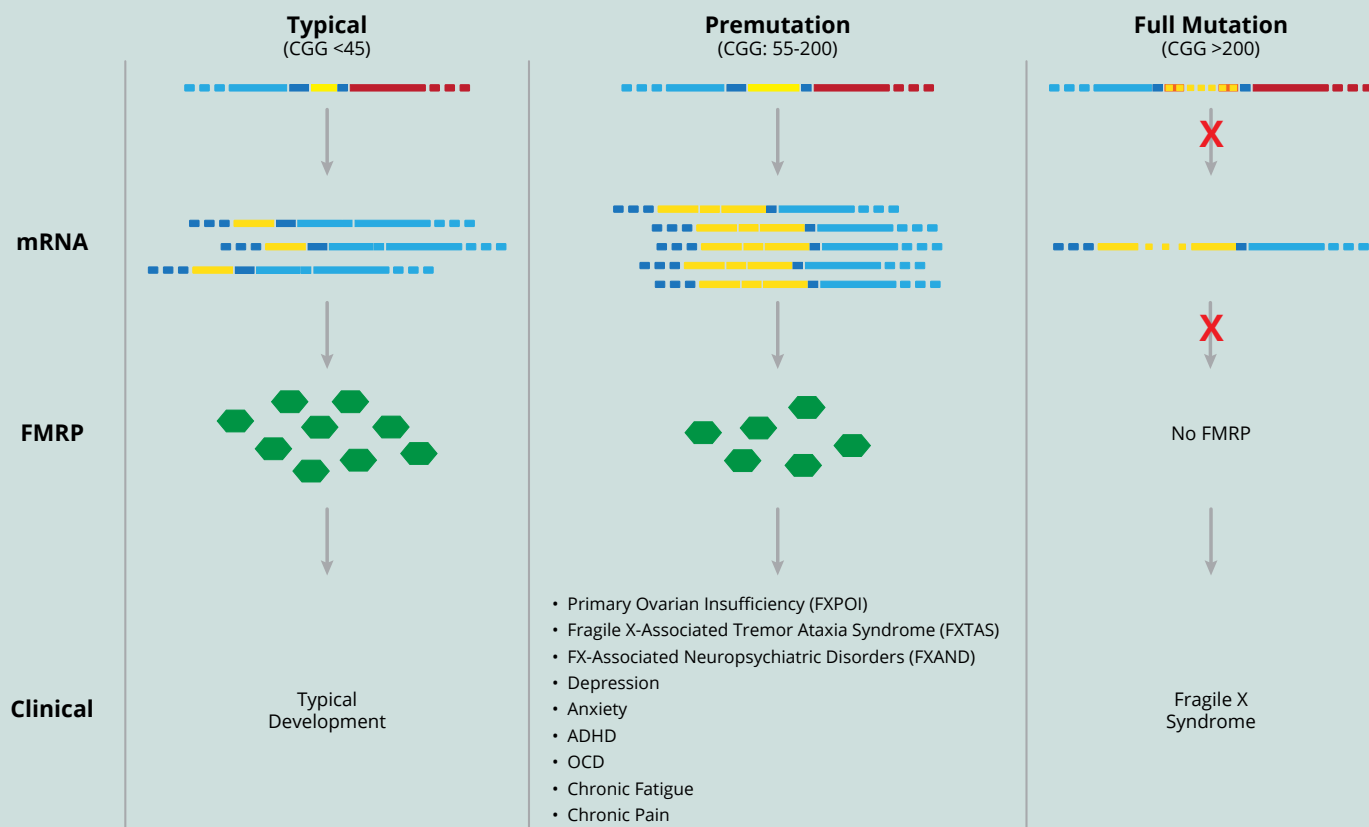 Typical
(CGG <45)
Premutation
(CGG: 55-200)
Full Mutation
(CGG >200)
X
mRNA
X
FMRP
No FMRP
Clinical
Typical
Development
• Primary Ovarian Insufficiency (FXPOI)
• Fragile X-Associated Tremor Ataxia Syndrome (FXTAS)
• FX-Associated Neuropsychiatric Disorders (FXAND)
• Depression
• Anxiety
• ADHD
• OCD
• Chronic Fatigue
• Chronic Pain
Fragile X
Syndrome